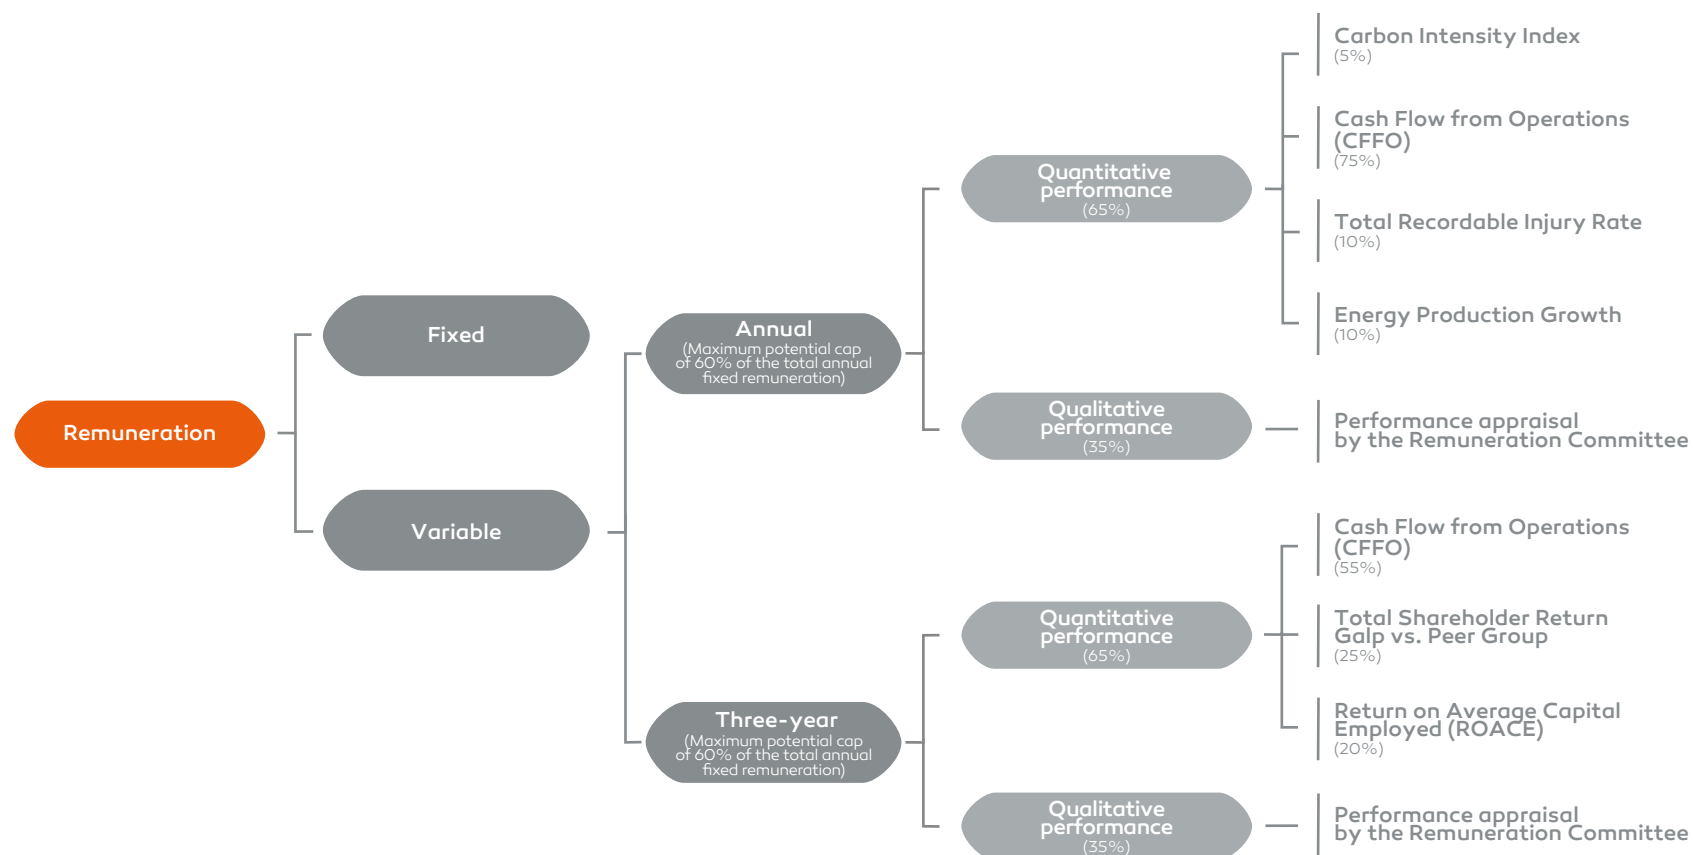 Remuneration
Fixed
Variable
Annual
(Maximum potential cap
of 60% of the total annual
fixed remuneration)
Three-year
(Maximum potential cap
of 60% of the total annual
fixed remuneration)
Quantitative
performance
(65%)
Qualitative
performance
(35%)
Quantitative
performance
(65%)
Qualitative
performance
(35%)
Carbon Intensity Index
(5%)
Cash Flow from Operations
(CFFO)
(75%)
Total Recordable Injury Rate
(10%)
Energy Production Growth
(10%)
Performance appraisal
by the Remuneration Committee
Cash Flow from Operations
(CFFO)
(55%)
Total Shareholder Return
Galp vs. Peer Group
(25%)
Return on Average Capital
Employed (ROACE)
(20%)
Performance appraisal
by the Remuneration Committee